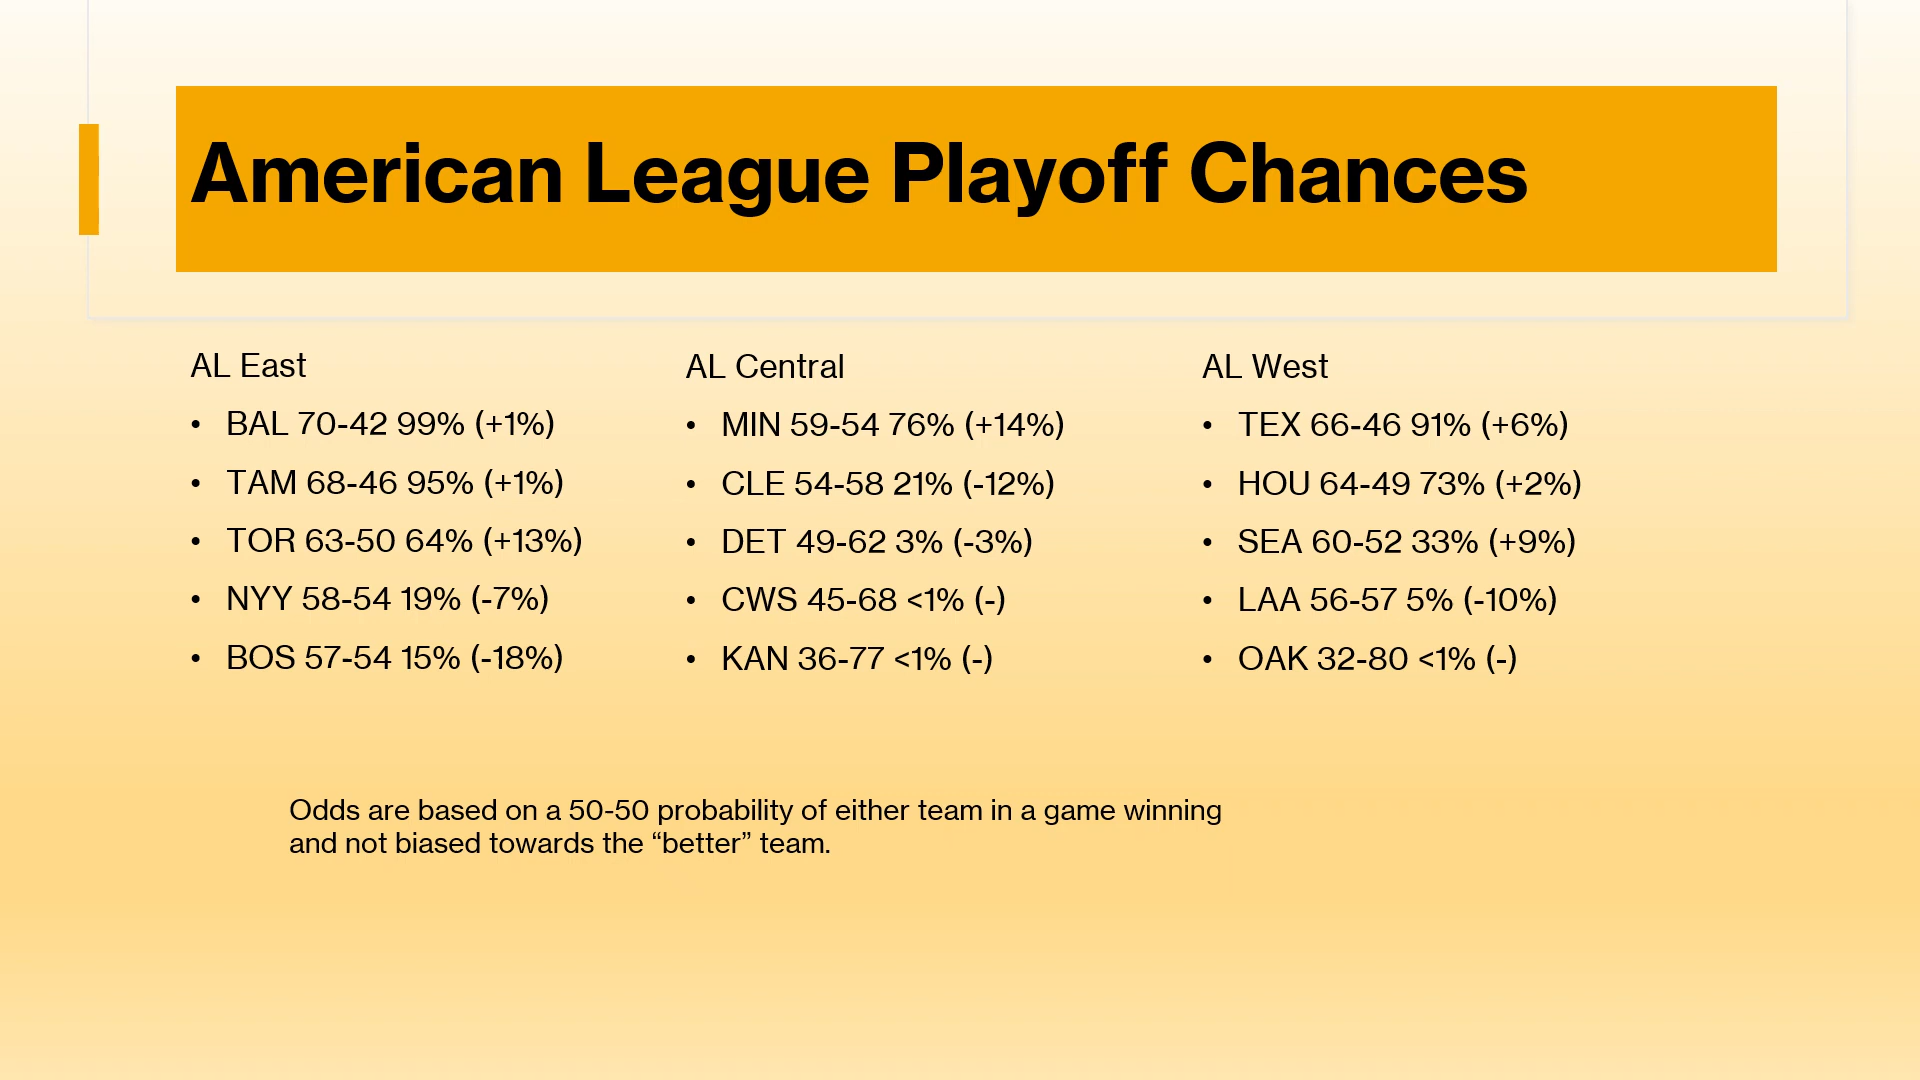 American League Playoff Chances
AL East
• BAL 70-42 99% (+1%)
• TAM 68-46 95% (+1%)
• TOR 63-50 64% (+13%)
• NYY 58-54 19% (-7%)
• BOS 57-54 15% (-18%)
AL Central
• MIN 59-54 76% (+14%)
• CLE 54-58 21% (-12%)
• DET 49-62 3% (-3%)
• CWS 45-68 <1% (-)
• KAN 36-77 <1% (-)
AL West
• TEX 66-46 91% (+6%)
• HOU 64-49 73% (+2%)
• SEA 60-52 33% (+9%)
• LAA 56-57 5% (-10%)
• OAK 32-80 <1% (-)
Odds are based on a 50-50 probability of either team in a game winning
and not biased towards the “better” team.